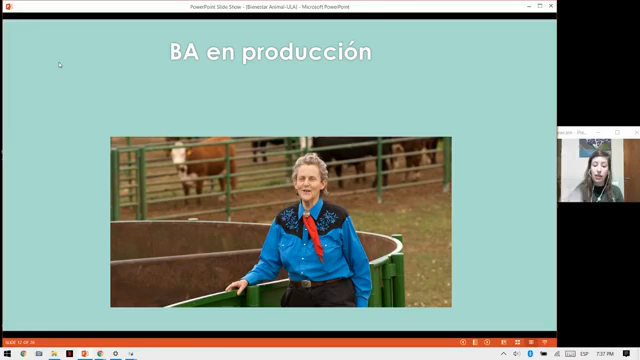 PowerPoint Slide Show - [Bienestar Animal-ULA] - Microsoft PowerPoint
BA en producción
ESP
7:37 PM